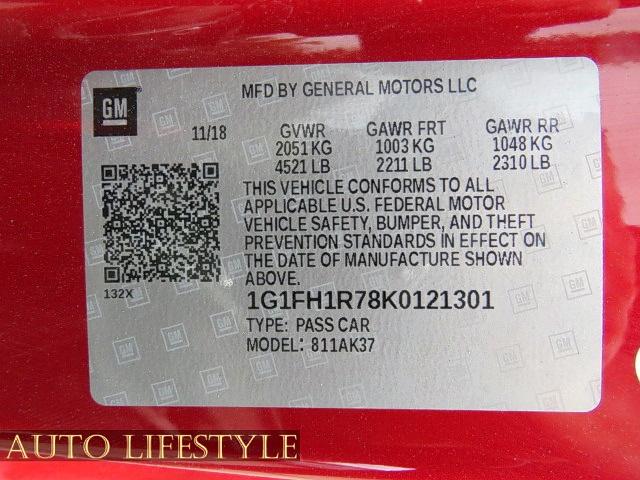 GM
MFD BY GENERAL MOTORS LLC
11/18 GVWR GAWR FRT GAWR RR
2051 KG 1003 KG 1048 KG
4521 LB 2211 LB 2310 LB
THIS VEHICLE CONFORMS TO ALL
APPLICABLE U.S. FEDERAL MOTOR
VEHICLE SAFETY, BUMPER, AND THEFT
PREVENTION STANDARDS IN EFFECT ON
THE DATE OF MANUFACTURE SHOWN
ABOVE.
132X
1G1FH1R78K0121301
TYPE: PASS CAR
MODEL: 811AK37
AUTO LIFESTYLE